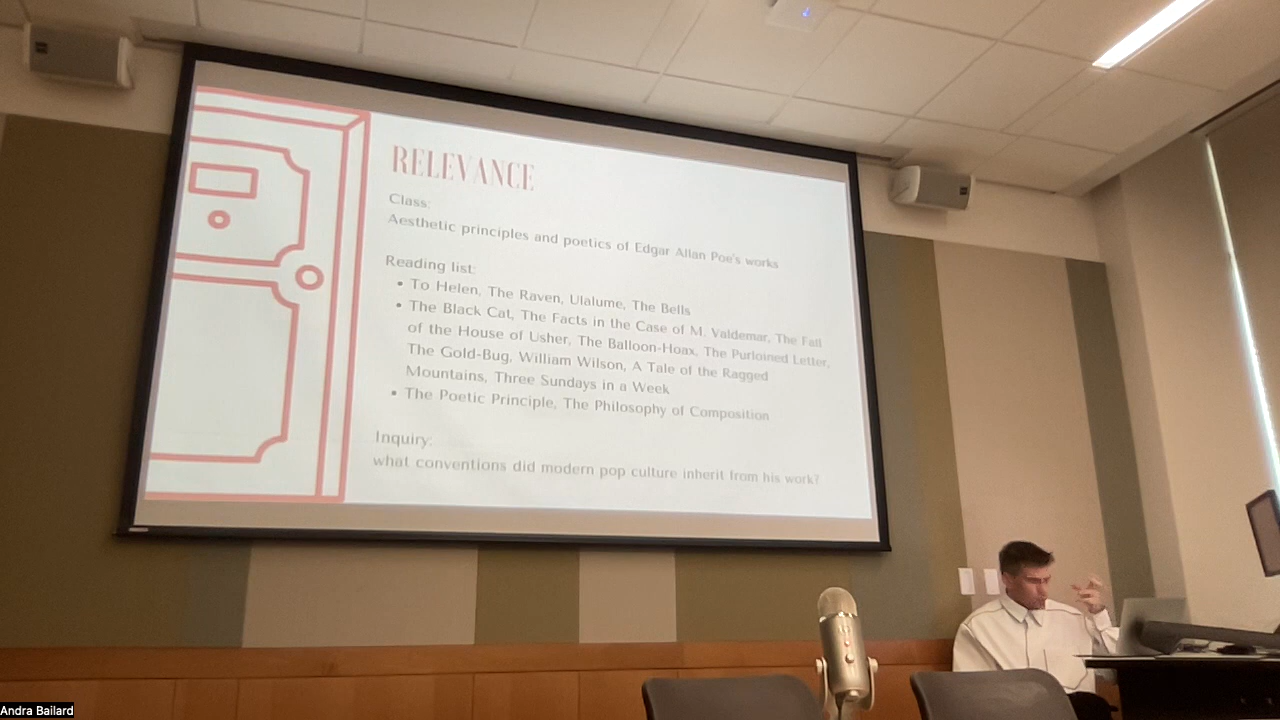 RELEVANCE
Class:
Aesthetic principles and poetics of Edgar Allan Poe's works
Reading list:
• To Helen, The Raven, Ulalume, The Bells
• The Black Cat, The Facts in the Case of M. Valdemar, The Fall
of the House of Usher, The Balloon-Hoax, The Purloined Letter,
The Gold-Bug, William Wilson, A Tale of the Ragged
Mountains, Three Sundays in a Week
• The Poetic Principle, The Philosophy of Composition
Inquiry:
what conventions did modern pop culture inherit from his work?
Andra Bailard